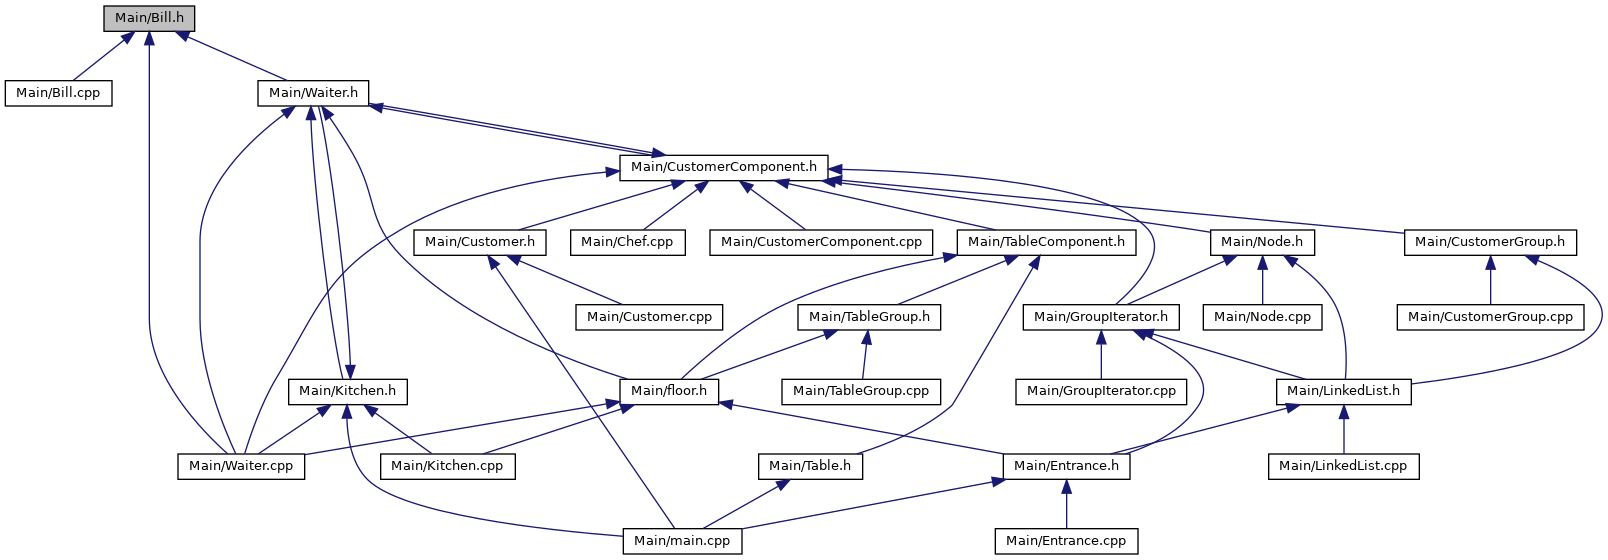 Main/Bill.h
Main/Bill.cpp
Main/Waiter.h
Main/CustomerComponent.h
Main/Customer.h
Main/Chef.cpp
Main/CustomerComponent.cpp
Main/TableComponent.h
Main/Node.h
Main/CustomerGroup.h
Main/Customer.cpp
Main/TableGroup.h
Main/GroupIterator.h
Main/Node.cpp
Main/CustomerGroup.cpp
Main/Kitchen.h
Main/floor.h
Main/TableGroup.cpp
Main/GroupIterator.cpp
Main/LinkedList.h
Main/Waiter.cpp
Main/Kitchen.cpp
Main/Table.h
Main/Entrance.h
Main/LinkedList.cpp
Main/main.cpp
Main/Entrance.cpp